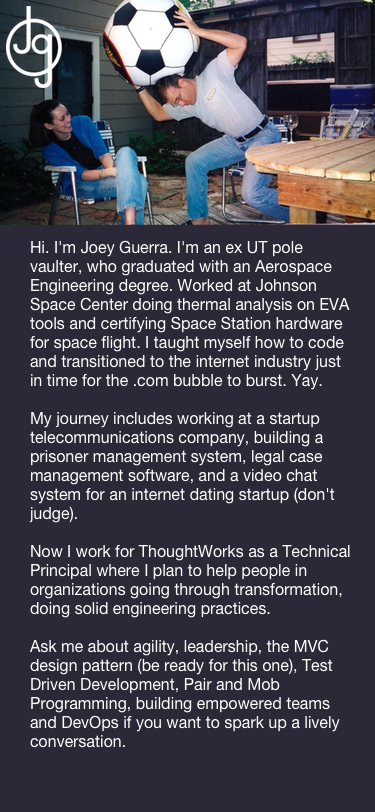 Jg
Hi. I'm Joey Guerra. I'm an ex UT pole
vaulter, who graduated with an Aerospace
Engineering degree. Worked at Johnson
Space Center doing thermal analysis on EVA
tools and certifying Space Station hardware
for space flight. I taught myself how to code
and transitioned to the internet industry just
in time for the .com bubble to burst. Yay.
My journey includes working at a startup
telecommunications company, building a
prisoner management system, legal case
management software, and a video chat
system for an internet dating startup (don't
judge).
Now I work for ThoughtWorks as a Technical
Principal where I plan to help people in
organizations going through transformation,
doing solid engineering practices.
Ask me about agility, leadership, the MVC
design pattern (be ready for this one), Test
Driven Development, Pair and Mob
Programming, building empowered teams
and DevOps if you want to spark up a lively
conversation.